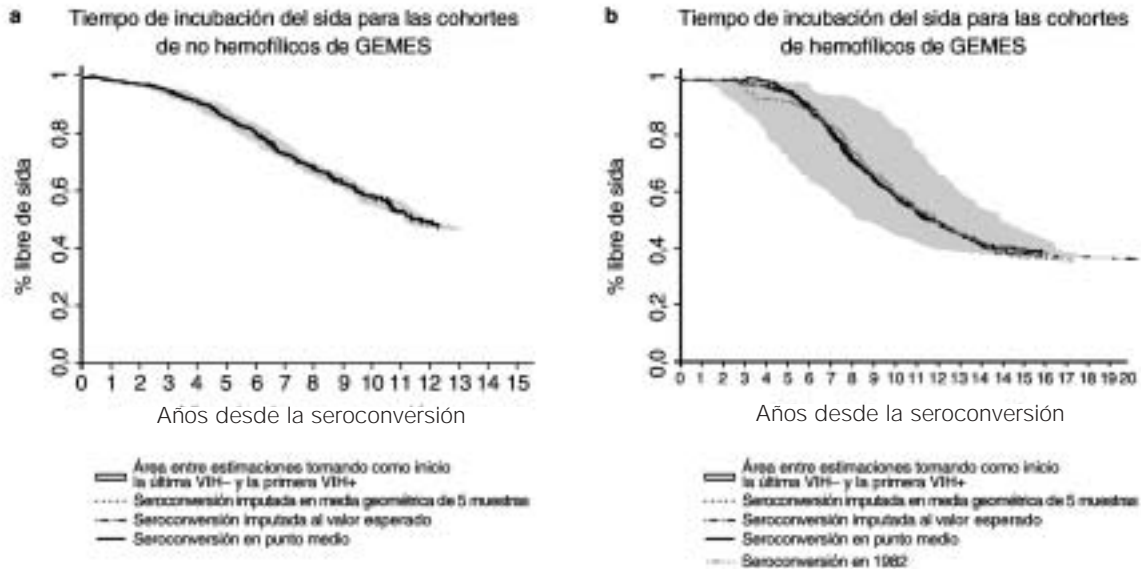 a Tiempo de incubación del sida para las cohortes
de no hemofílicos de GEMES
% libre de sida
1
0,8
0,6
0,4
0,2
0,0
0 1 2 3 4 5 6 7 8 9 10 11 12 13 14 15
Años desde la seroconversión
Área entre estimaciones tomando como inicio
la última VIH– y la primera VIH+
Seroconversión imputada en media geométrica de 5 muestras
Seroconversión imputada al valor esperado
Seroconversión en punto medio
b Tiempo de incubación del sida para las cohortes
de hemofílicos de GEMES
% libre de sida
1
0,8
0,6
0,4
0,2
0,0
0 1 2 3 4 5 6 7 8 9 10 11 12 13 14 15 16 17 18 19 20
Años desde la seroconversión
Área entre estimaciones tomando como inicio
la última VIH– y la primera VIH+
Seroconversión imputada en media geométrica de 5 muestras
Seroconversión imputada al valor esperado
Seroconversión en punto medio
Seroconversión en 1982